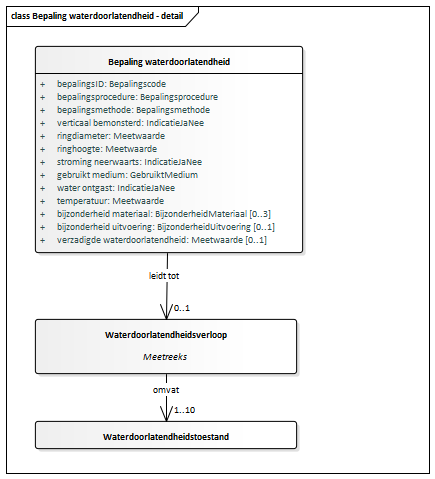 class Bepaling waterdoorlatendheid - detail
Bepaling waterdoorlatendheid
+ bepalingsID: Bepalingscode
+ bepalingsprocedure: Bepalingsprocedure
+ bepalingsmethode: Bepalingsmethode
+ verticaal bemonsterd: IndicatieJaNee
+ ringdiameter: Meetwaarde
+ ringhoogte: Meetwaarde
+ stroming neerwaarts: IndicatieJaNee
+ gebruikt medium: GebruiktMedium
+ water ontgast: IndicatieJaNee
+ temperatuur: Meetwaarde
+ bijzonderheid materiaal: BijzonderheidMateriaal [0..3]
+ bijzonderheid uitvoering: BijzonderheidUitvoering [0..1]
+ verzadigde waterdoorlatendheid: Meetwaarde [0..1]
leidt tot
0..1
Waterdoorlatendheidsverloop
Meetreeks
omvat
1..10
Waterdoorlatendheidstoestand